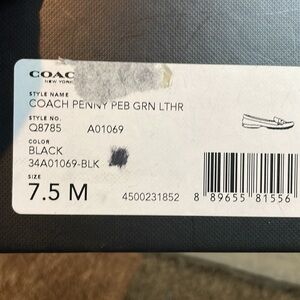 COAC
NEW YORK
STYLE NAME
COACH PENNY PEB GRN LTHR
STYLE NO.
Q8785 A01069
COLOR
BLACK
34A01069-BLK
SIZE
7.5 M
4500231852
8 89655 81556